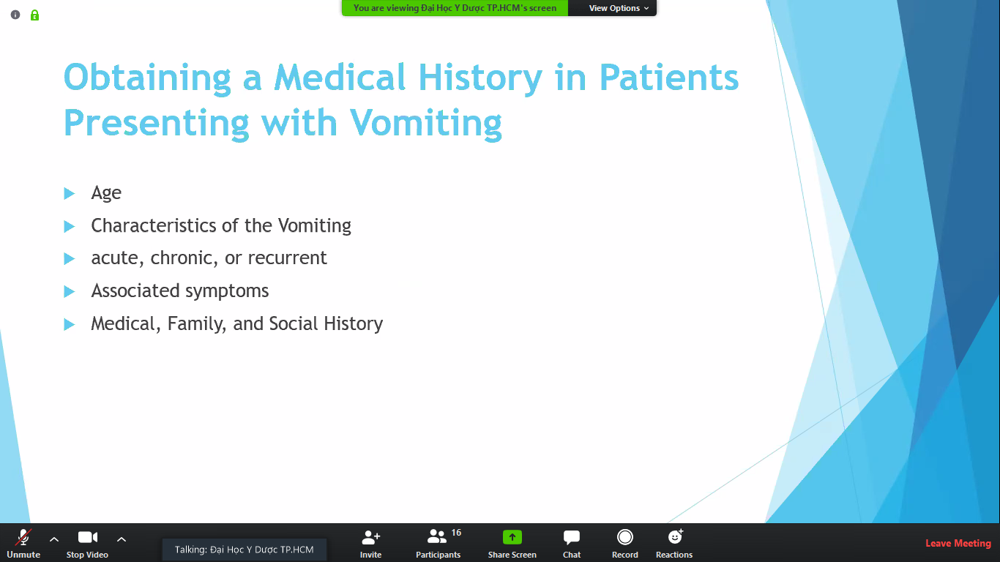 You are viewing Đại Học Y Dược TP.HCM's screen
View Options
Obtaining a Medical History in Patients
Presenting with Vomiting
Age
Characteristics of the Vomiting
acute, chronic, or recurrent
Associated symptoms
Medical, Family, and Social History
Unmute
Stop Video
Talking: Đại Học Y Dược TP.HCM
Invite
Participants
16
Share Screen
Chat
Record
Reactions
Leave Meeting